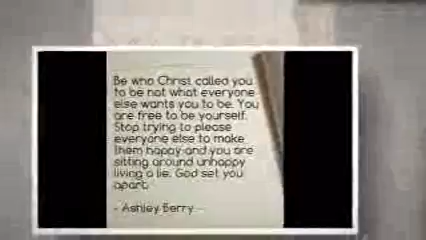 Be who Christ called you
to be not what everyone
else wants you to be. You
are free to be yourself.
Stop trying to please
everyone else to make
them happy and you are
sitting around unhappy
living a lie. God set you
apart.
- Ashley Berry